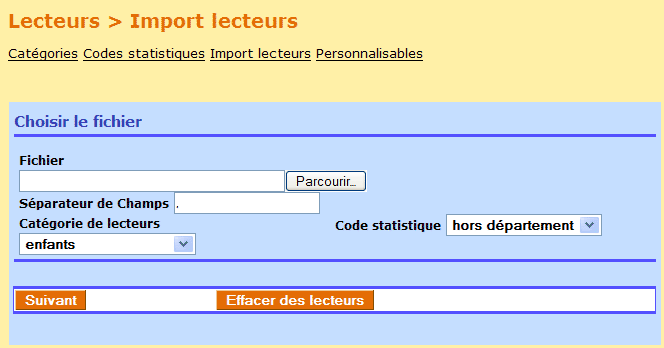 Lecteurs > Import lecteurs
Catégories Codes statistiques Import lecteurs Personnalisables
Choisir le fichier
Fichier
Parcourir...
Séparateur de Champs .
Catégorie de lecteurs
Code statistique hors département
enfants
Suivant Effacer des lecteurs